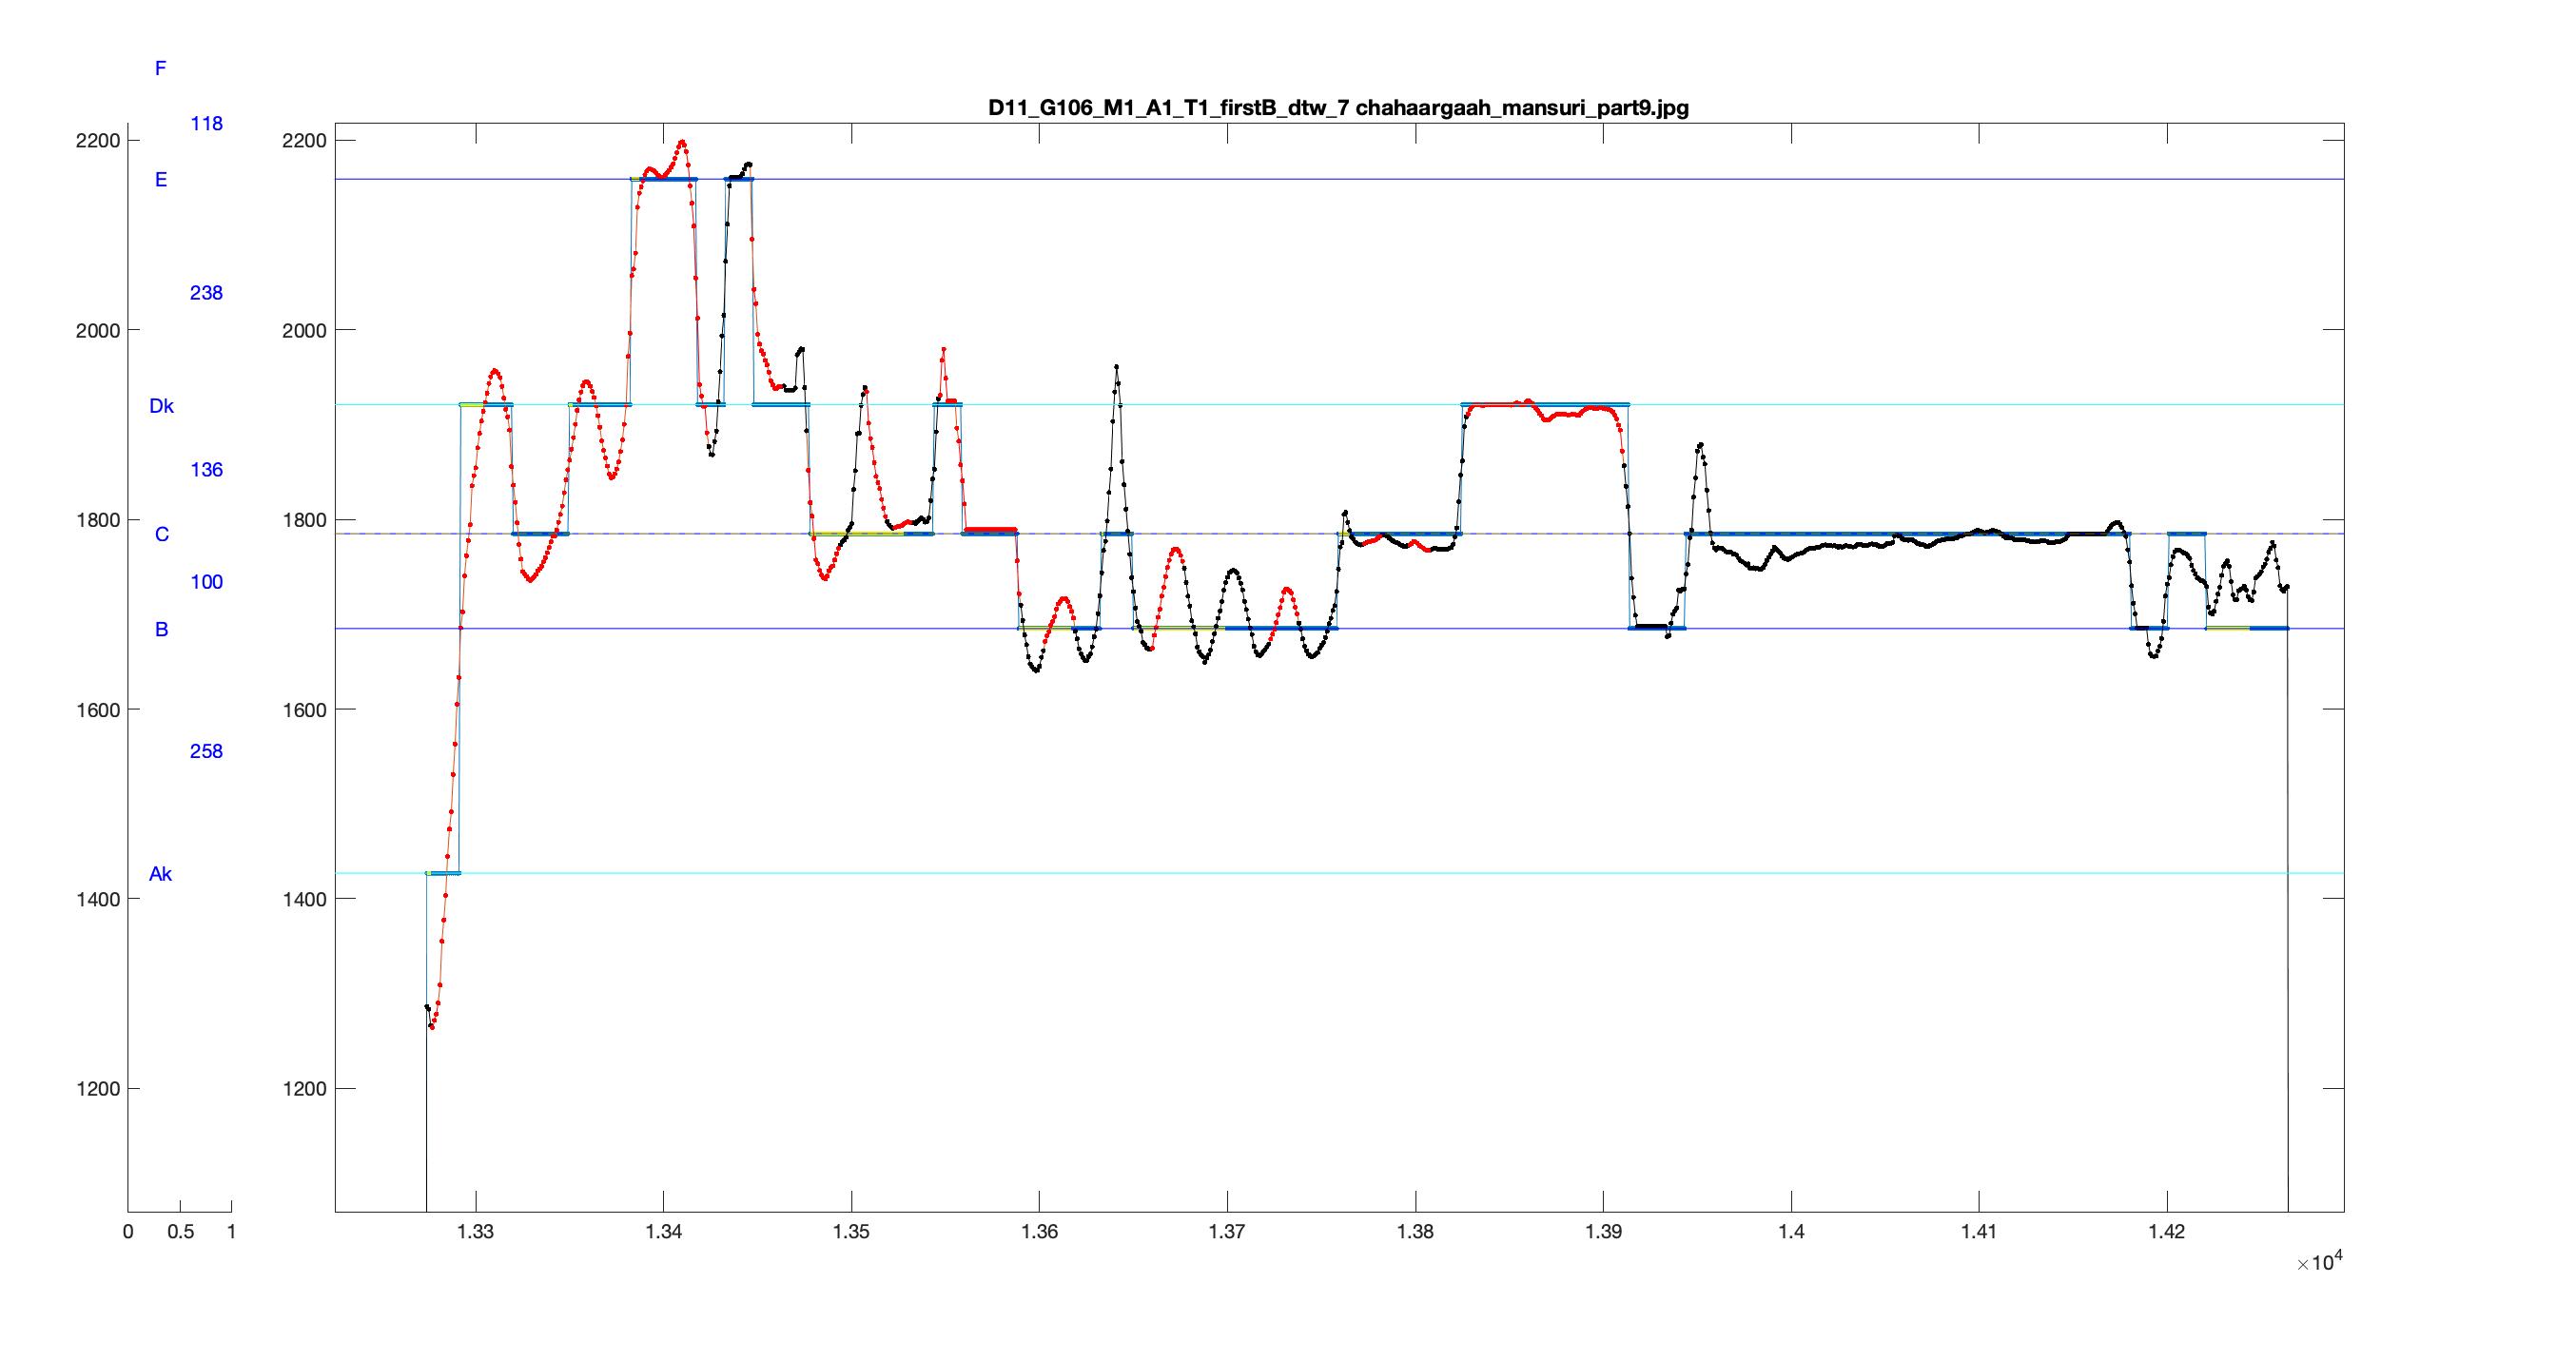 F
D11_G106_M1_A1_T1_firstB_dtw_7 chahaargaah_mansuri_part9.jpg
118
2200 2200
E
238
2000 2000
Dk
136
1800 1800
C
100
B
1600 1600
258
Ak
1400 1400
1200 1200
0 0.5 1 1.33 1.34 1.35 1.36 1.37 1.38 1.39 1.4 1.41 1.42
×10⁴